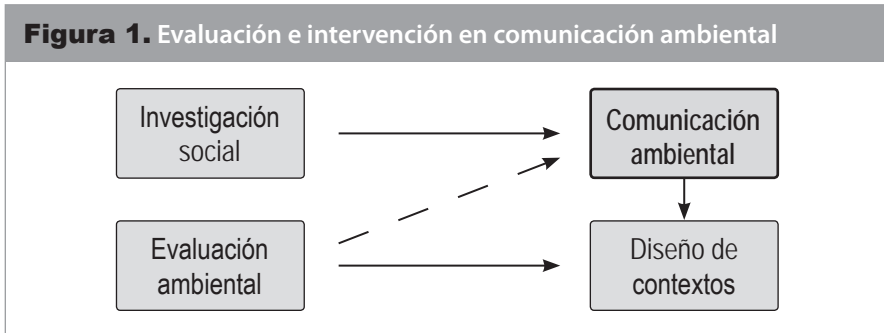 Figura 1. Evaluación e intervención en comunicación ambiental
Investigación
social
Comunicación
ambiental
Evaluación
ambiental
Diseño de
contextos